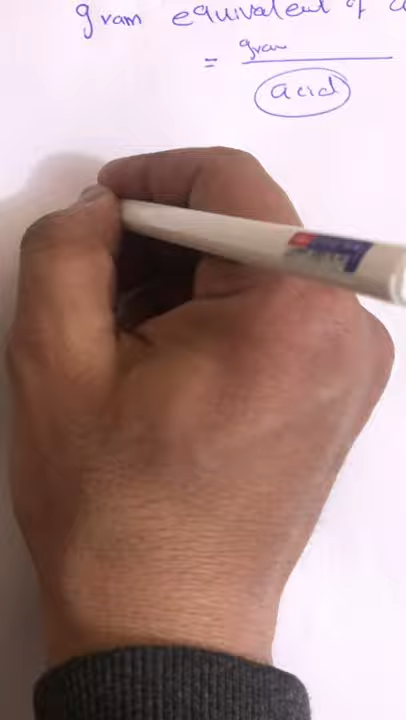 gram equivalent of
= gram
acid